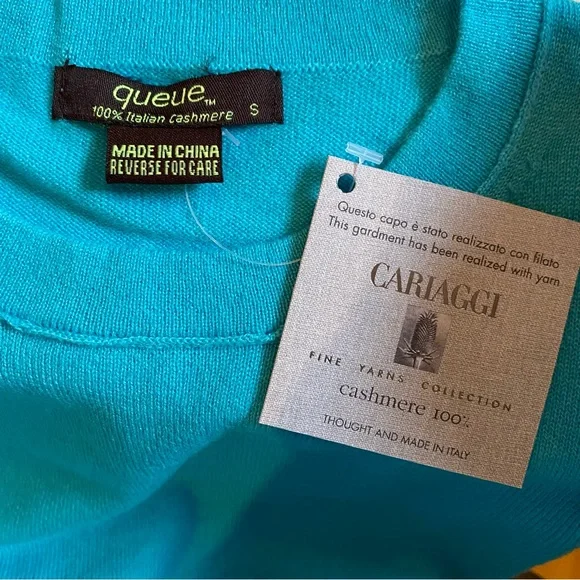 queue™
100% Italian Cashmere S
MADE IN CHINA
REVERSE FOR CARE
Questo capo è stato realizzato con filato
This gardment has been realized with yarn
CARIAGGI
FINE YARNS COLLECTION
cashmere 100%
THOUGHT AND MADE IN ITALY